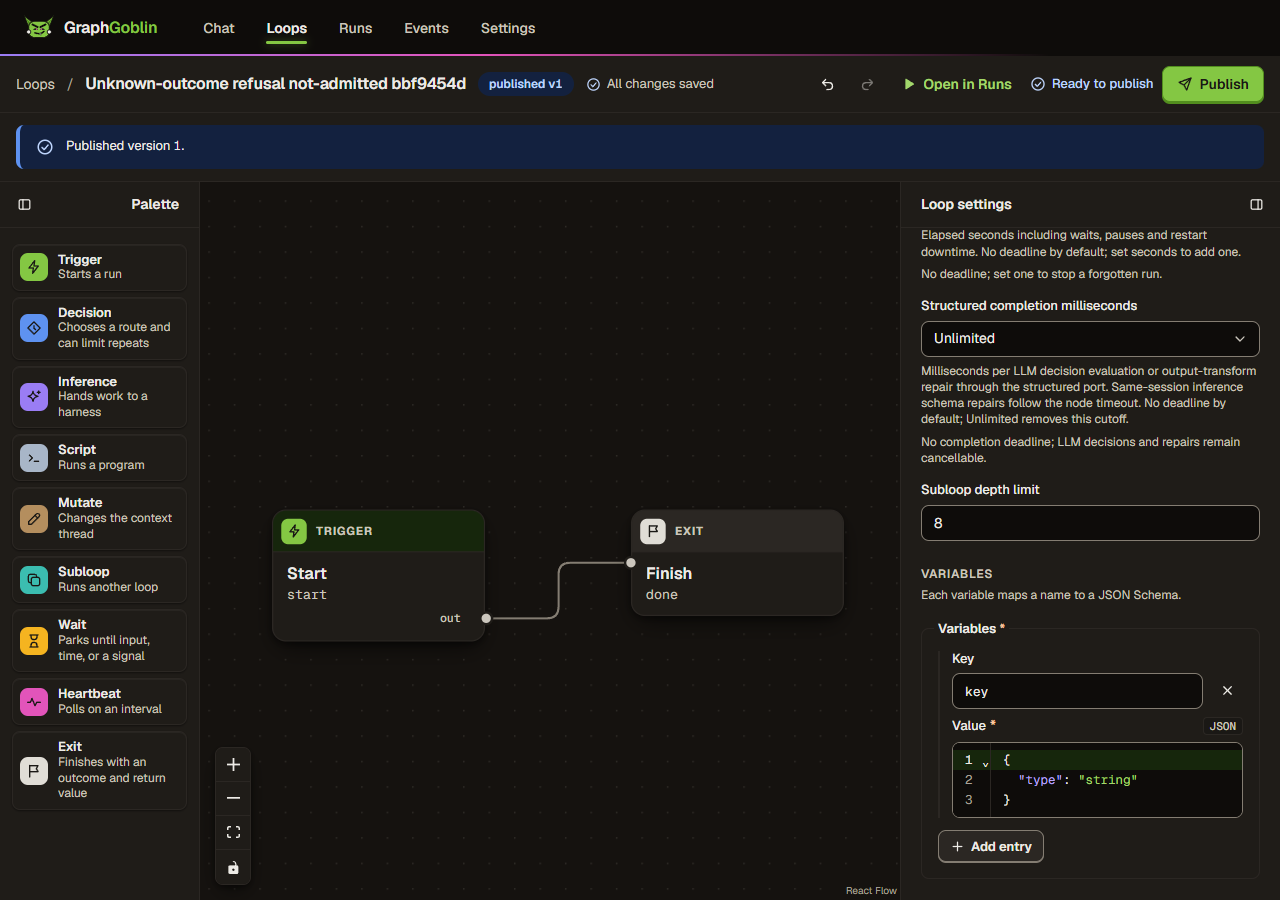 GraphGoblin
Chat
Loops
Runs
Events
Settings
Loops / Unknown-outcome refusal not-admitted bbf9454d
published v1
All changes saved
Open in Runs
Ready to publish
Publish
Published version 1.
Palette
Trigger
Starts a run
Decision
Chooses a route and
can limit repeats
Inference
Hands work to a
harness
Script
Runs a program
Mutate
Changes the context
thread
Subloop
Runs another loop
Wait
Parks until input,
time, or a signal
Heartbeat
Polls on an interval
Exit
Finishes with an
outcome and return
value
TRIGGER
Start
start
out
EXIT
Finish
done
React Flow
Loop settings
Elapsed seconds including waits, pauses and restart
downtime. No deadline by default; set seconds to add one.
No deadline; set one to stop a forgotten run.
Structured completion milliseconds
Unlimited
Milliseconds per LLM decision evaluation or output-transform
repair through the structured port. Same-session inference
schema repairs follow the node timeout. No deadline by
default; Unlimited removes this cutoff.
No completion deadline; LLM decisions and repairs remain
cancellable.
Subloop depth limit
8
VARIABLES
Each variable maps a name to a JSON Schema.
Variables *
Key
key
Value *
JSON
1 {
2 "type": "string"
3 }
Add entry